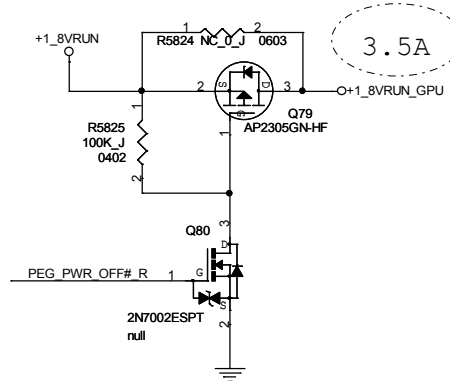 1
2
R5824 NC_0_J 0603
+1_8VRUN
3.5A
2
S
D
3
+1_8VRUN_GPU
G
Q79
AP2305GN-HF
1
R5825
100K_J
0402
2
1
3
Q80
D
PEG_PWR_OFF#_R
1
G
S
2N7002ESPT
2
null